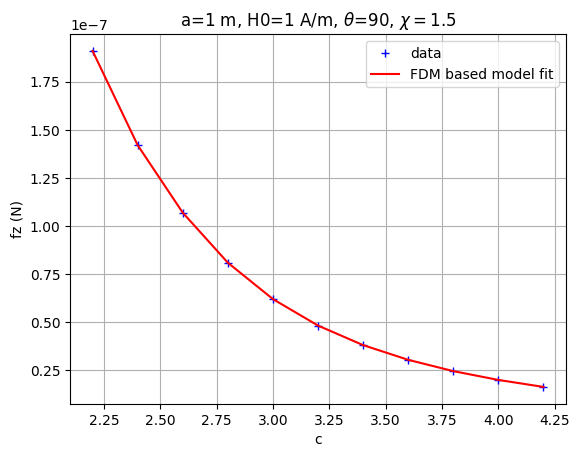 a=1 m, H0=1 A/m, θ=90, χ = 1.5
1e−7
data
FDM based model fit
1.75
1.50
1.25
1.00
0.75
0.50
0.25
fz (N)
2.25 2.50 2.75 3.00 3.25 3.50 3.75 4.00 4.25
c